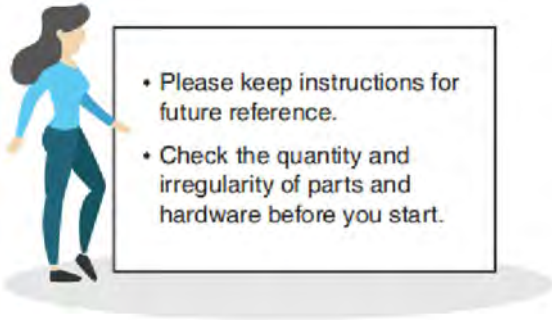 • Please keep instructions for
future reference.
• Check the quantity and
irregularity of parts and
hardware before you start.